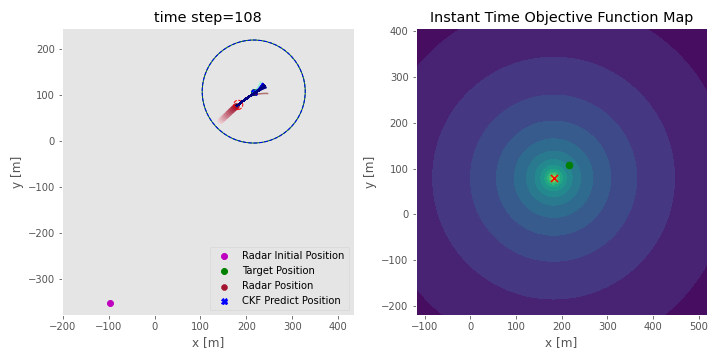 time step=108
200
100
0
−100
−200
−300
y [m]
−200
−100
0
100
200
300
400
x [m]
Radar Initial Position
Target Position
Radar Position
CKF Predict Position
Instant Time Objective Function Map
400
300
200
100
0
−100
−200
y [m]
−100
0
100
200
300
400
500
x [m]